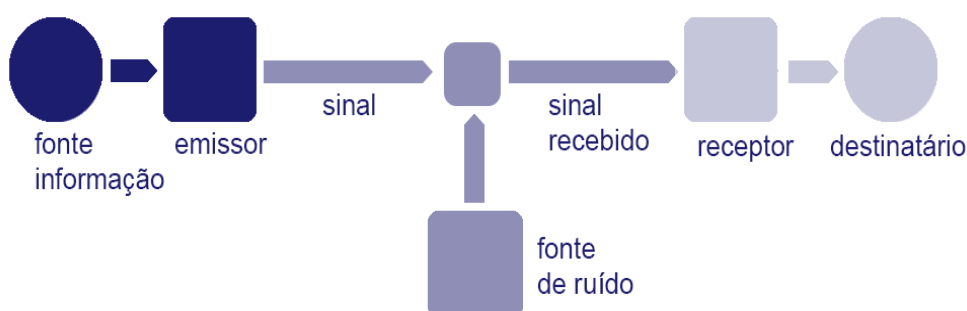 fonte
informação
emissor
sinal
sinal
recebido
receptor
destinatário
fonte
de ruído